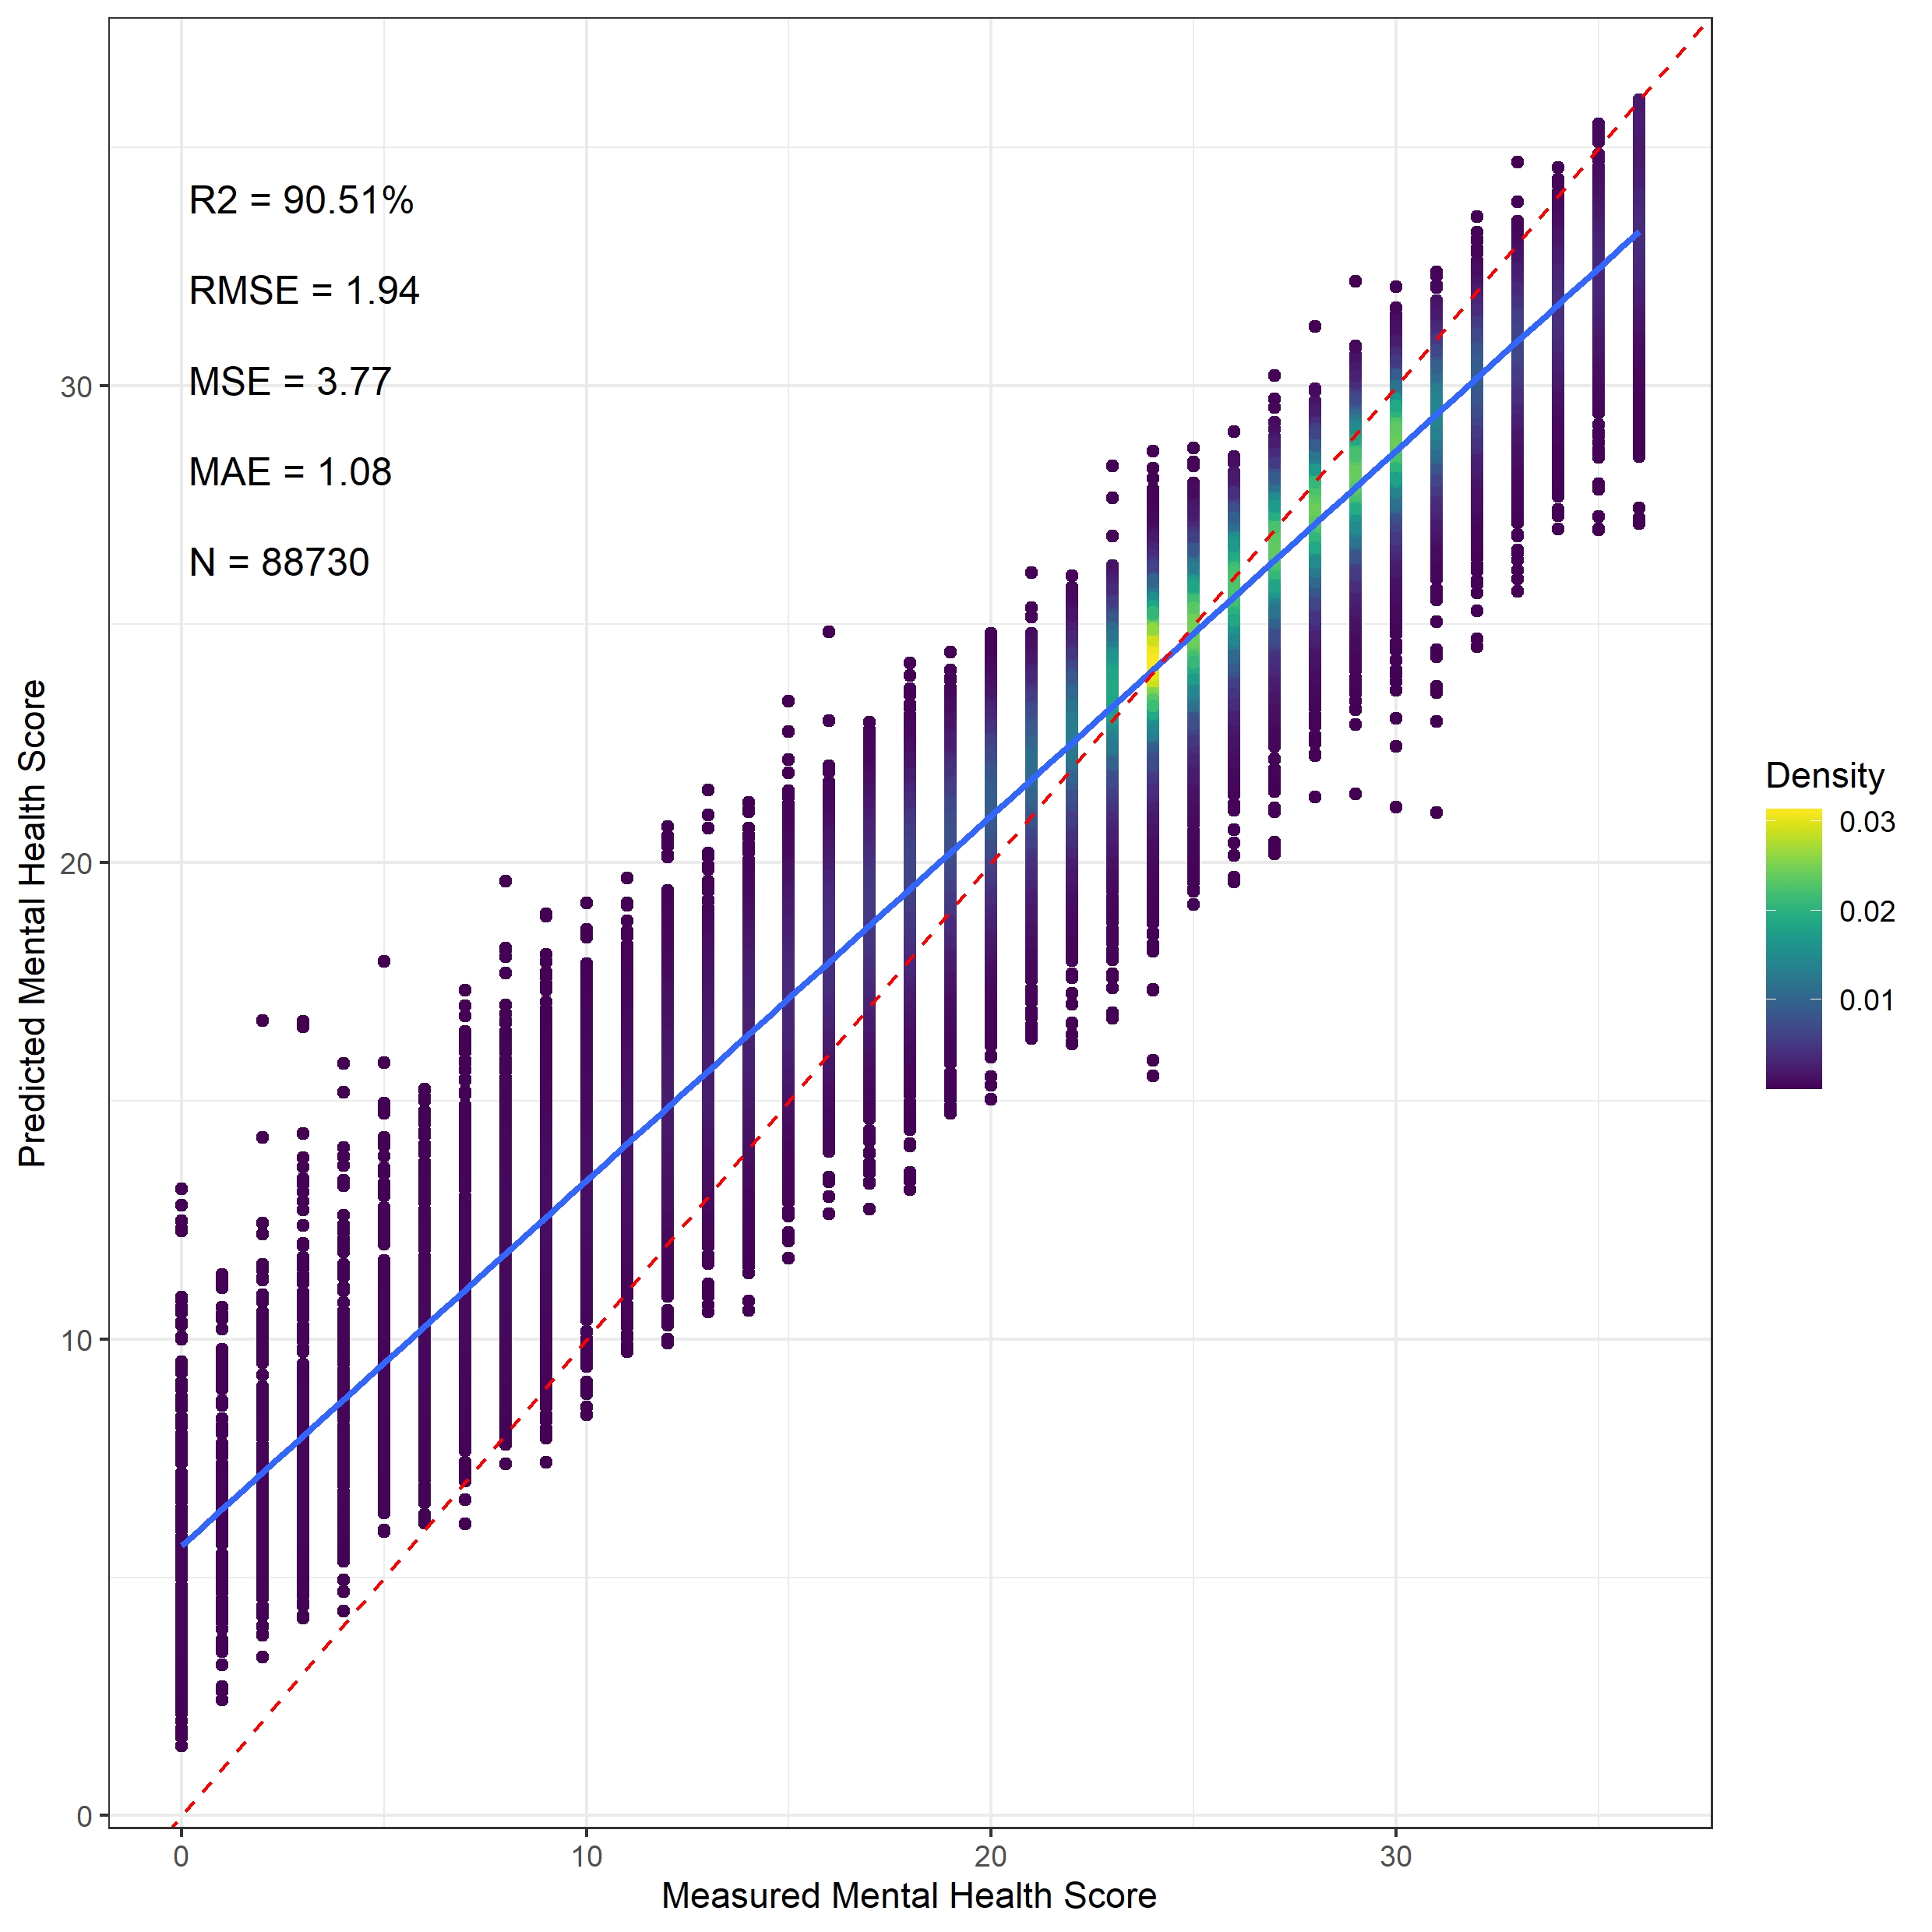 R2 = 90.51%
RMSE = 1.94
MSE = 3.77
MAE = 1.08
N = 88730
30
20
10
0
0 10 20 30
Predicted Mental Health Score
Measured Mental Health Score
Density
0.03
0.02
0.01